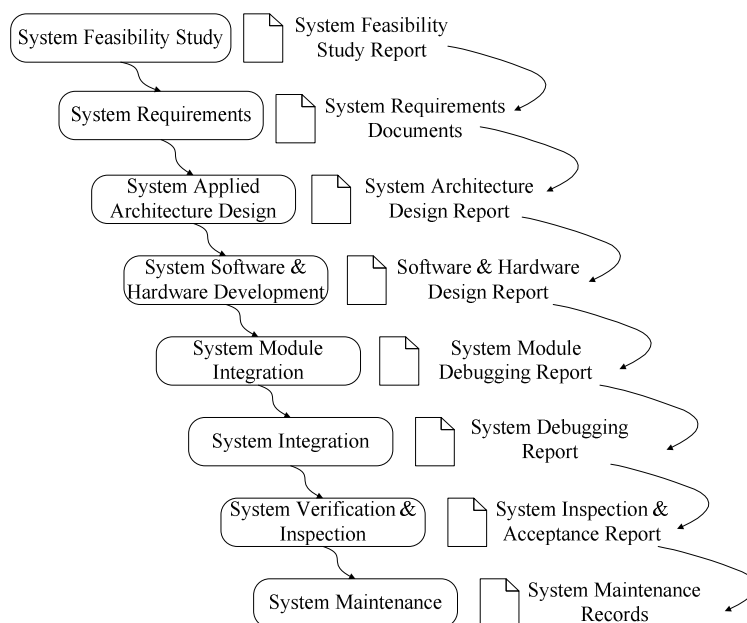 System Feasibility Study
System Feasibility
Study Report
System Requirements
System Requirements
Documents
System Applied
Architecture Design
System Architecture
Design Report
System Software &
Hardware Development
Software & Hardware
Design Report
System Module
Integration
System Module
Debugging Report
System Integration
System Debugging
Report
System Verification &
Inspection
System Inspection &
Acceptance Report
System Maintenance
System Maintenance
Records